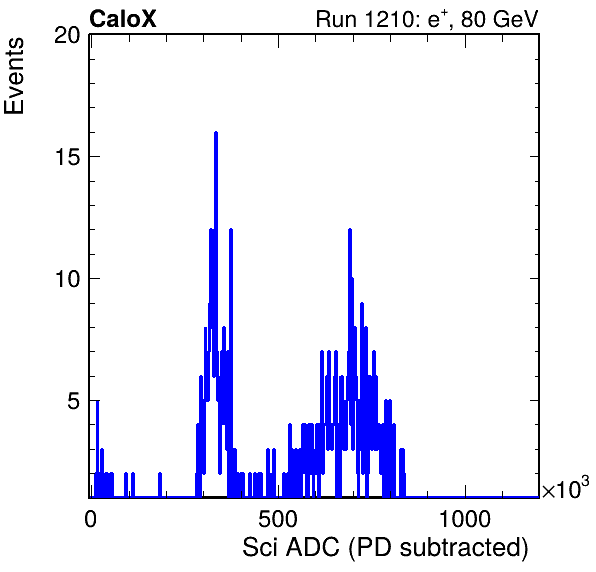 CaloX Run 1210: e⁺, 80 GeV
Events
20
15
10
5
0 500 1000 ×10³
Sci ADC (PD subtracted)